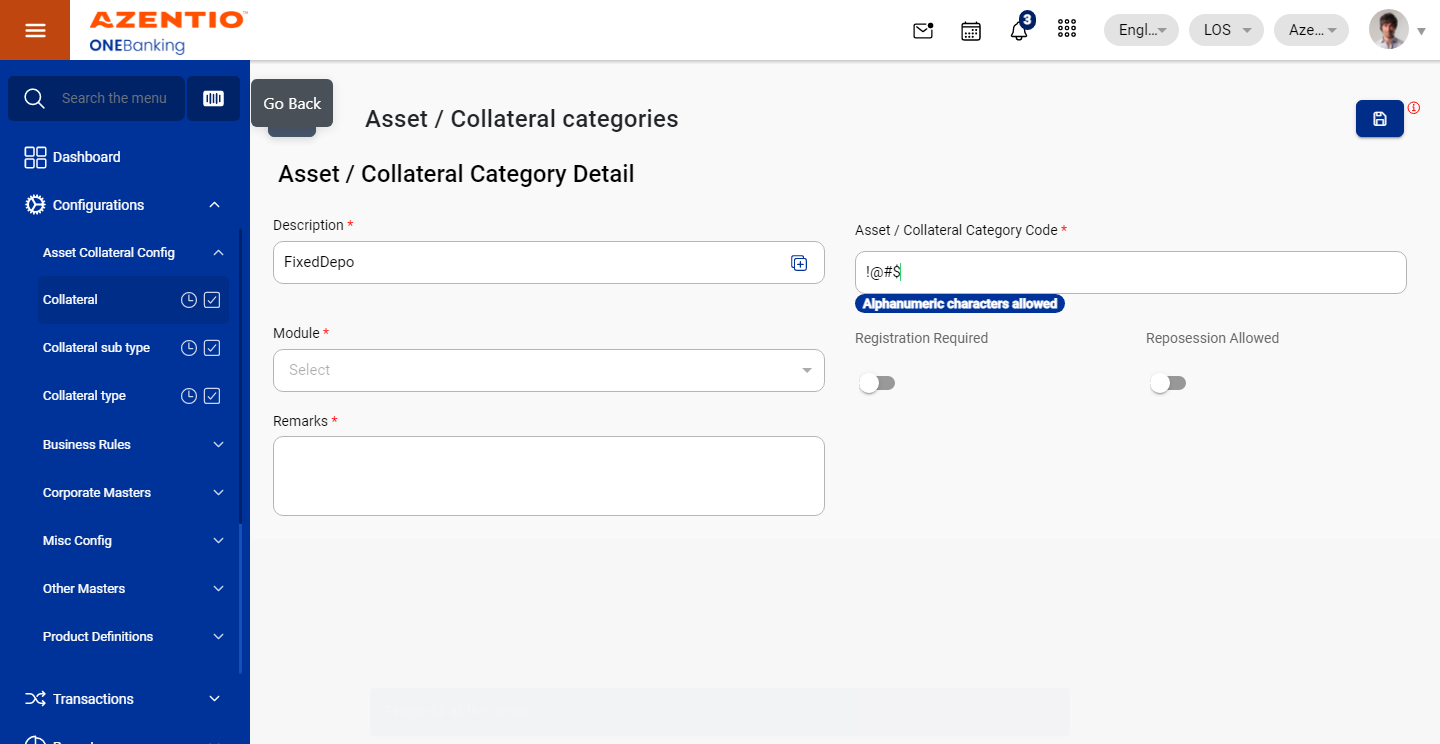 AZENTIO™
ONEBanking
3
Engl...
LOS
Aze...
Search the menu
Go Back
Asset / Collateral categories
Dashboard
Asset / Collateral Category Detail
Configurations
Description *
Asset / Collateral Category Code *
Asset Collateral Config
FixedDepo
!@#$
Collateral
Alphanumeric characters allowed
Module *
Registration Required
Reposession Allowed
Collateral sub type
Select
Collateral type
Remarks *
Business Rules
Corporate Masters
Misc Config
Other Masters
Product Definitions
Transactions